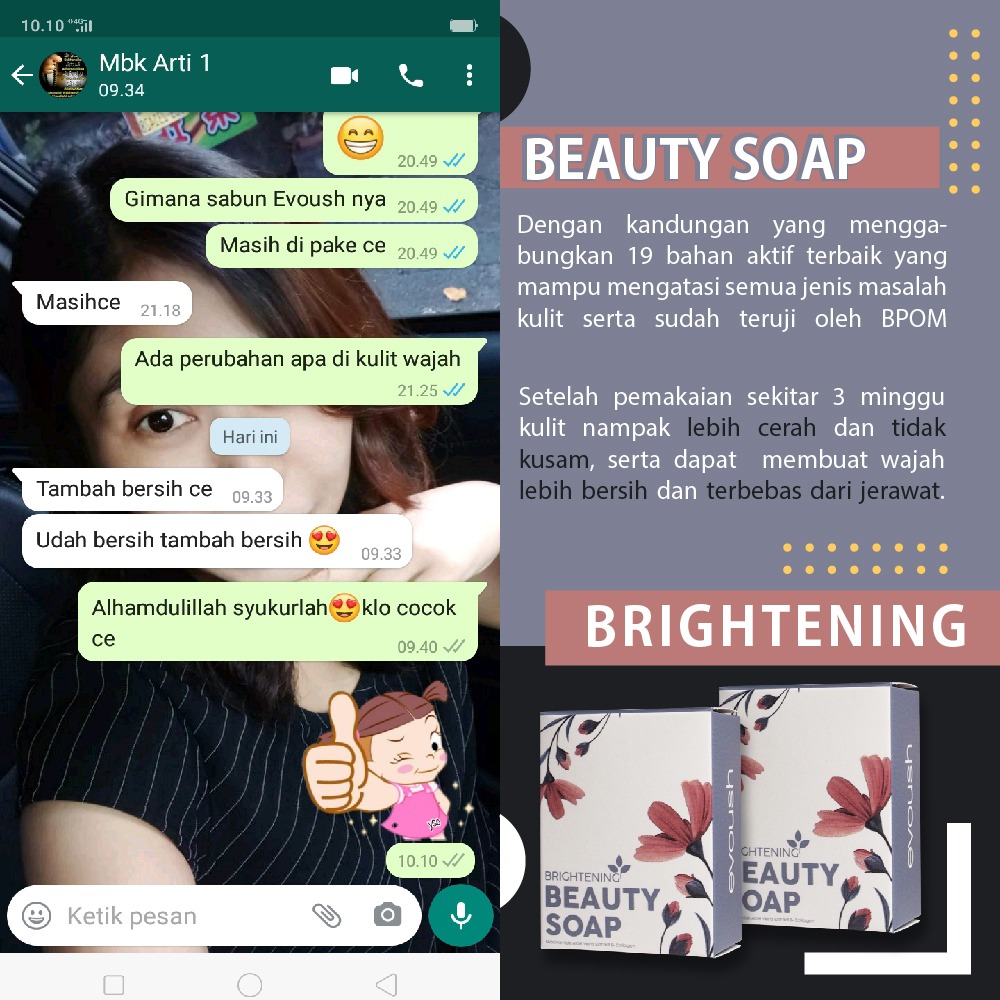 10.10
Mbk Arti 1
09.34
20.49
Gimana sabun Evoush nya 20.49
Masih di pake ce 20.49
Masihce 21.18
Ada perubahan apa di kulit wajah
21.25
Hari ini
Tambah bersih ce 09.33
Udah bersih tambah bersih 😍 09.33
Alhamdulillah syukurlah😍klo cocok
ce 09.40
10.10
Ketik pesan
BEAUTY SOAP
Dengan kandungan yang mengga-
bungkan 19 bahan aktif terbaik yang
mampu mengatasi semua jenis masalah
kulit serta sudah teruji oleh BPOM
Setelah pemakaian sekitar 3 minggu
kulit nampak lebih cerah dan tidak
kusam, serta dapat membuat wajah
lebih bersih dan terbebas dari jerawat.
BRIGHTENING
BRIGHTENING
BEAUTY
SOAP
evoush
GHTENING
EAUTY
OAP
evoush